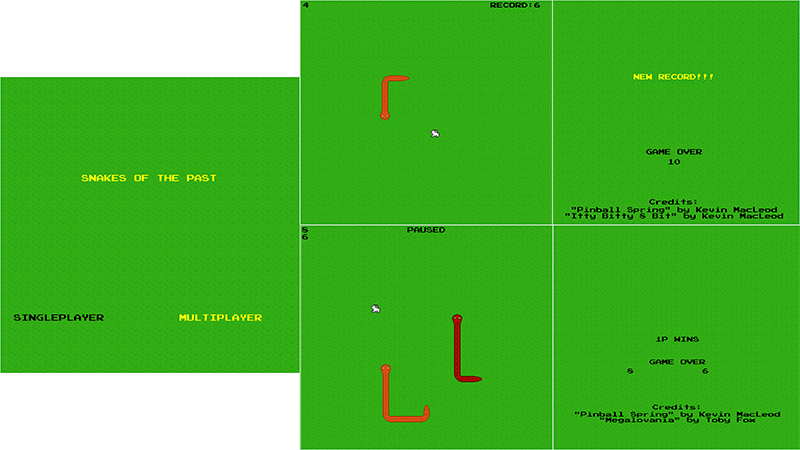 SNAKES OF THE PAST
SINGLEPLAYER MULTIPLAYER
4 RECORD:6
NEW RECORD!!!
GAME OVER
10
Credits:
"Pinball Spring" by Kevin MacLeod
"Itty Bitty 8 Bit" by Kevin MacLeod
8 PAUSED
6
1P WINS
GAME OVER
8 6
Credits:
"Pinball Spring" by Kevin MacLeod
"Megalovania" by Toby Fox